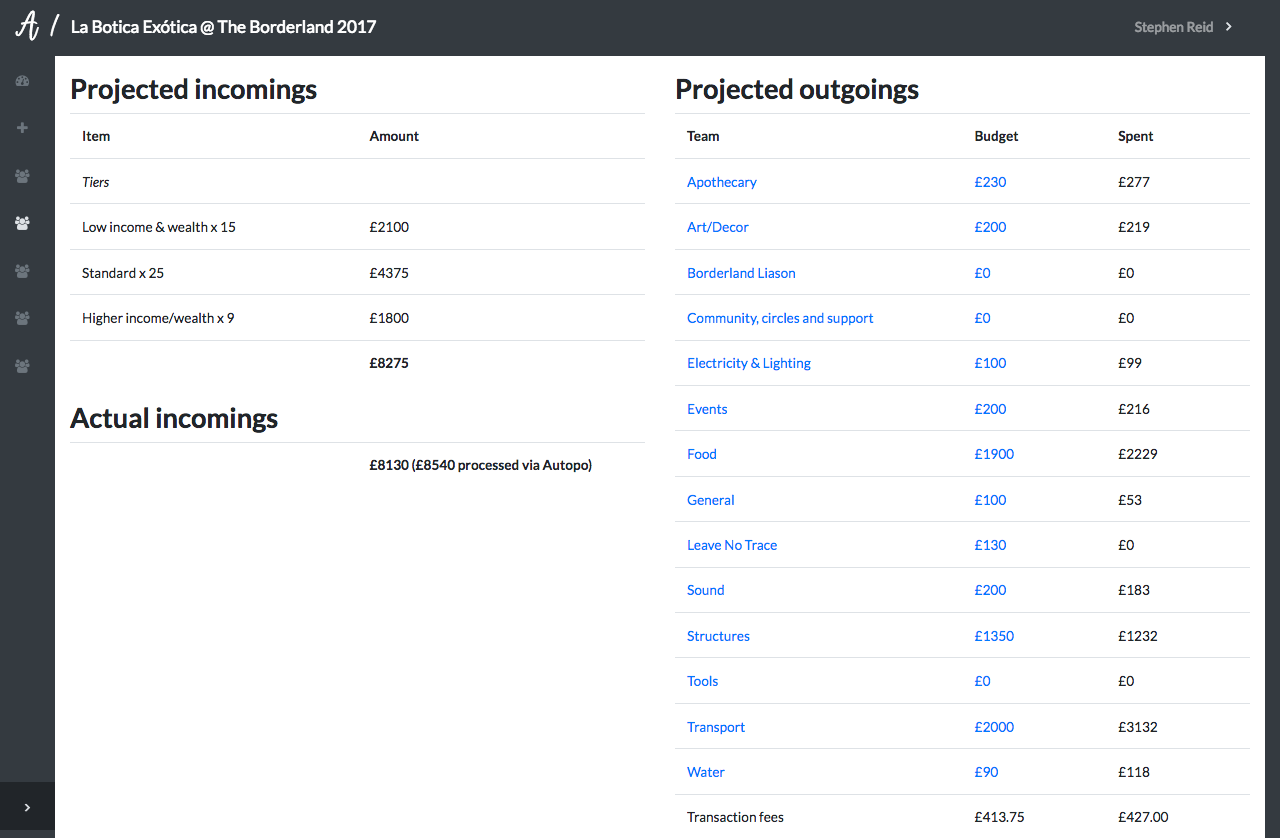 La Botica Exótica @ The Borderland 2017
Stephen Reid
Projected incomings
Item Amount
Tiers
Low income & wealth x 15 £2100
Standard x 25 £4375
Higher income/wealth x 9 £1800
£8275
Actual incomings
£8130 (£8540 processed via Autopo)
Projected outgoings
Team Budget Spent
Apothecary £230 £277
Art/Decor £200 £219
Borderland Liason £0 £0
Community, circles and support £0 £0
Electricity & Lighting £100 £99
Events £200 £216
Food £1900 £2229
General £100 £53
Leave No Trace £130 £0
Sound £200 £183
Structures £1350 £1232
Tools £0 £0
Transport £2000 £3132
Water £90 £118
Transaction fees £413.75 £427.00